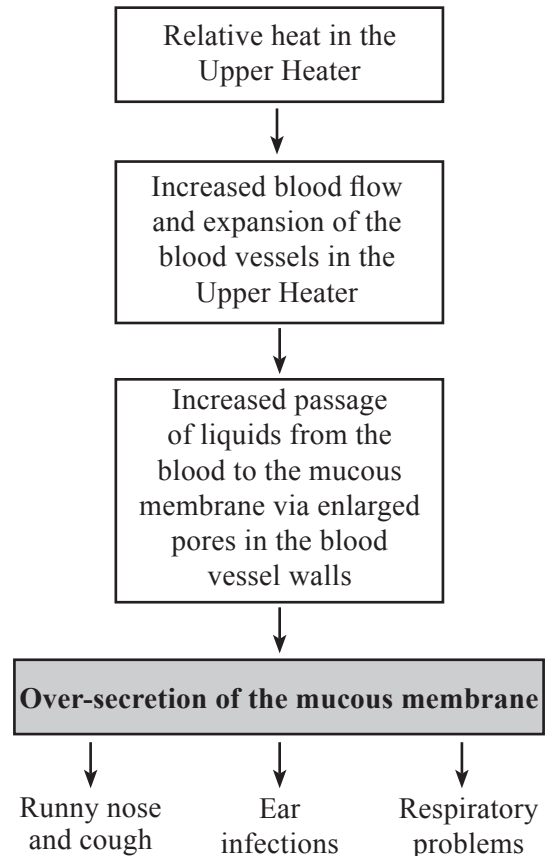 Relative heat in the
Upper Heater
Increased blood flow
and expansion of the
blood vessels in the
Upper Heater
Increased passage
of liquids from the
blood to the mucous
membrane via enlarged
pores in the blood
vessel walls
Over-secretion of the mucous membrane
Runny nose
and cough
Ear
infections
Respiratory
problems